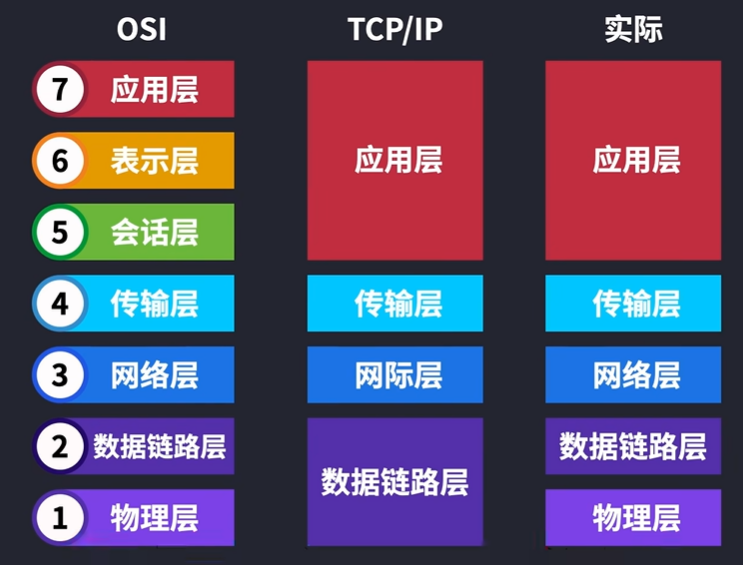 OSI TCP/IP 实际
7 应用层
6 表示层
应用层 应用层
5 会话层
4 传输层 传输层 传输层
3 网络层 网际层 网络层
2 数据链路层 数据链路层
数据链路层
1 物理层 物理层